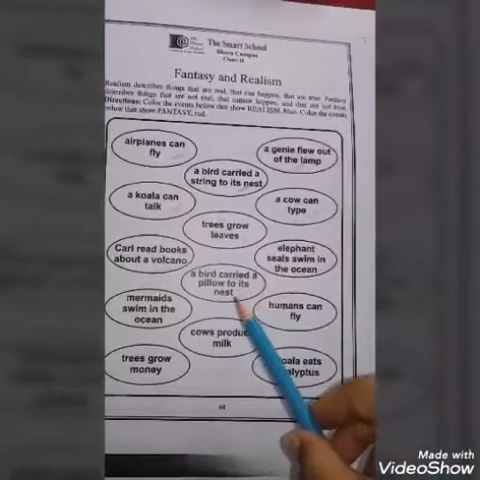 The Smart School
Class: II
Fantasy and Realism
Realism describes things that are real, that can happen, that are true. Fantasy
describes things that are not real, that cannot happen, and that are not true.
Directions: Color the events below that show REALISM, Blue. Color the events
below that show FANTASY, red.
airplanes can
fly
a genie flew out
of the lamp
a bird carried a
string to its nest
a koala can
talk
a cow can
type
trees grow
leaves
Carl read books
about a volcano
elephant
seals swim in
the ocean
a bird carried a
pillow to its
nest
mermaids
swim in the
ocean
humans can
fly
cows produc
milk
trees grow
money
oala eats
alyptus
Made with
VideoShow